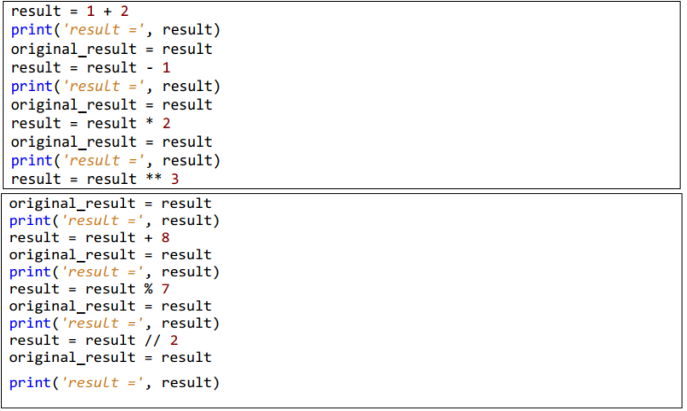 result = 1 + 2
print('result =', result)
original_result = result
result = result - 1
print('result =', result)
original_result = result
result = result * 2
original_result = result
print('result =', result)
result = result ** 3
original_result = result
print('result =', result)
result = result + 8
original_result = result
print('result =', result)
result = result % 7
original_result = result
print('result =', result)
result = result // 2
original_result = result
print('result =', result)